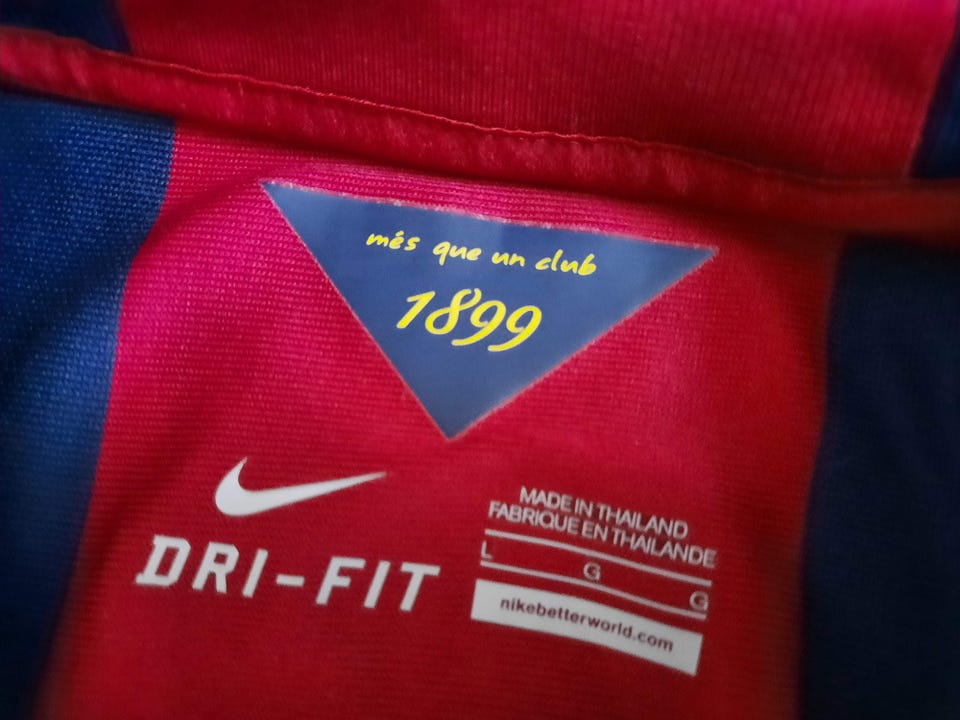 més que un club
1899
DRI-FIT
MADE IN THAILAND
FABRIQUE EN THAILANDE
L G G
nikebetterworld.com